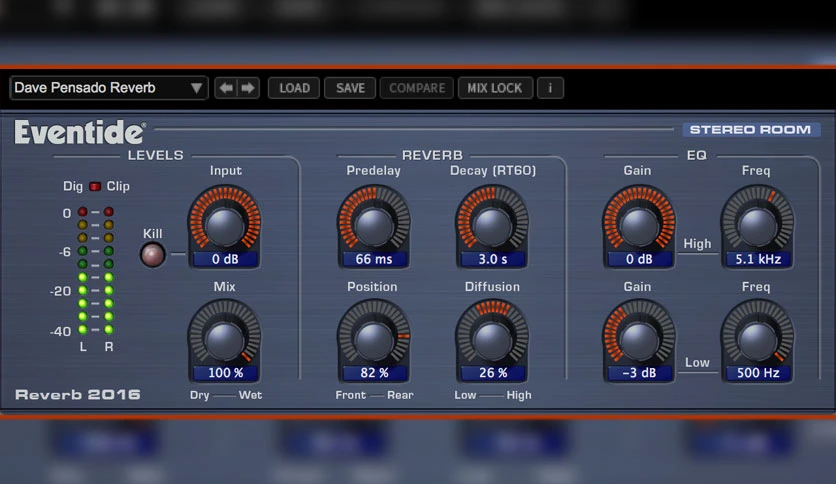 Dave Pensado Reverb
LOAD SAVE COMPARE MIX LOCK i
Eventide®
STEREO ROOM
LEVELS
REVERB
EQ
Dig Clip
Input
Predelay
Decay (RT60)
Gain
Freq
0
-6
-20
-40
L R
Kill
0 dB
66 ms
3.0 s
0 dB
High
5.1 kHz
Mix
Position
Diffusion
Gain
Freq
100 %
82 %
26 %
-3 dB
Low
500 Hz
Reverb 2016
Dry Wet
Front Rear
Low High